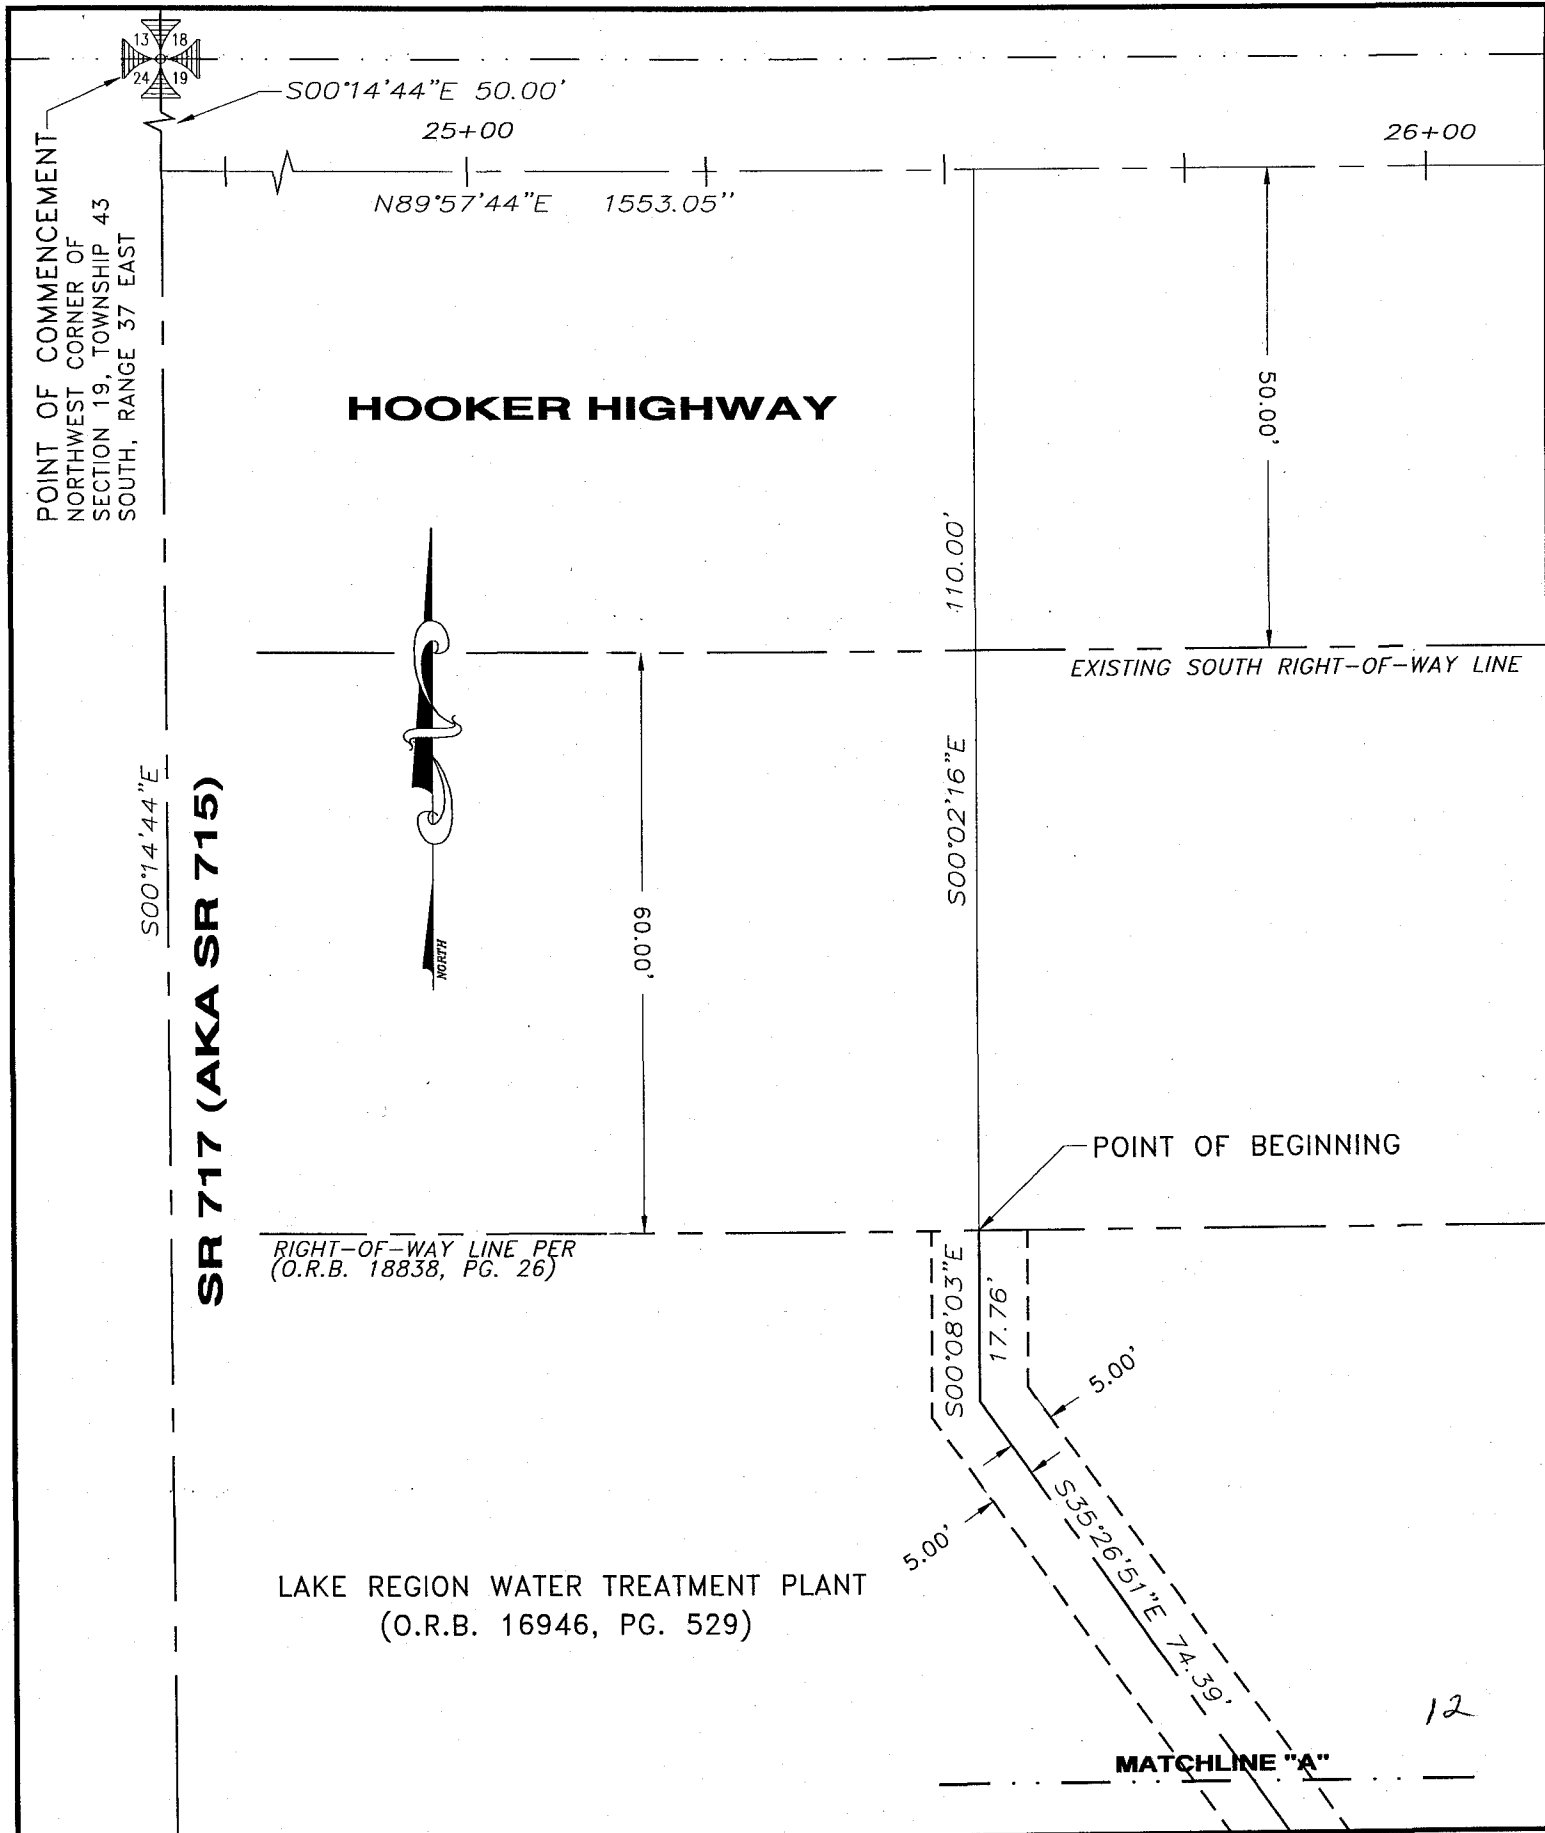 13 18
24 19
S00°14'44"E 50.00'
25+00
26+00
N89°57'44"E 1553.05"
POINT OF COMMENCEMENT
NORTHWEST CORNER OF
SECTION 19, TOWNSHIP 43
SOUTH, RANGE 37 EAST
HOOKER HIGHWAY
50.00'
110.00'
EXISTING SOUTH RIGHT-OF-WAY LINE
S00°14'44"E
SR 717 (AKA SR 715)
NORTH
60.00'
S00°02'16"E
POINT OF BEGINNING
RIGHT-OF-WAY LINE PER
(O.R.B. 18838, PG. 26)
S00°08'03"E
17.76'
5.00'
5.00'
S35°26'51"E 74.39'
LAKE REGION WATER TREATMENT PLANT
(O.R.B. 16946, PG. 529)
12
MATCHLINE "A"